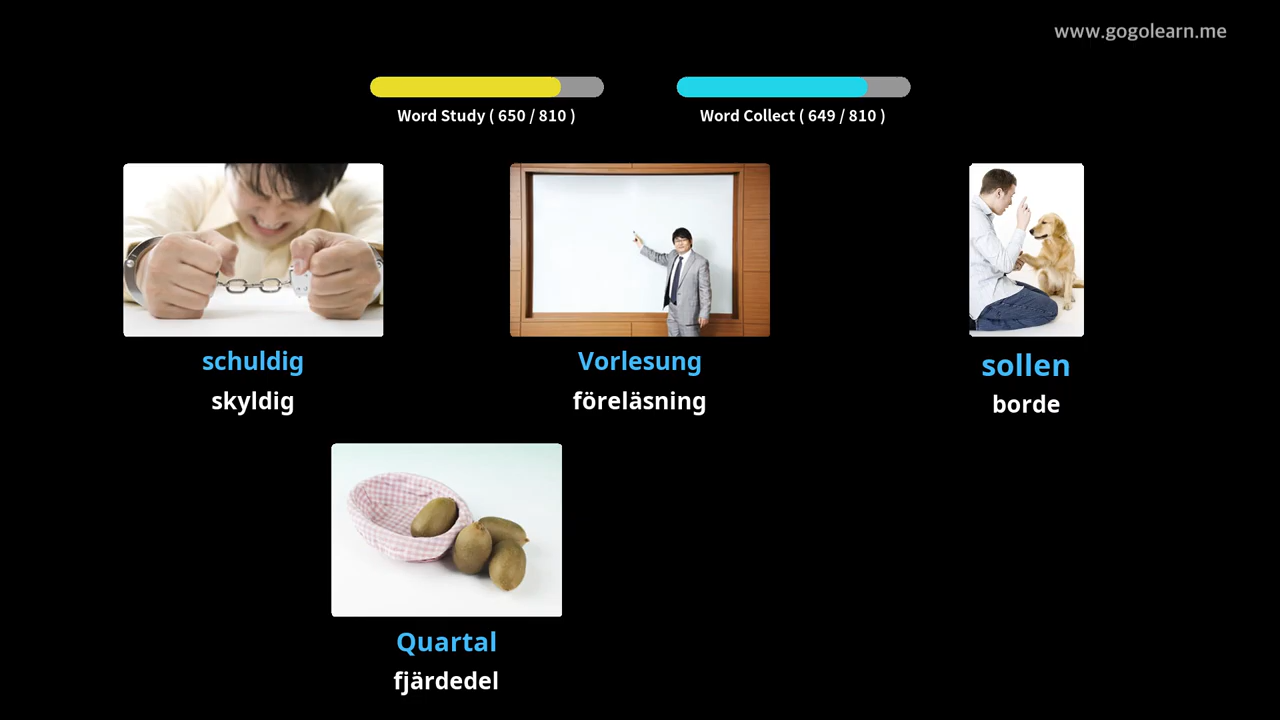 www.gogolearn.me
Word Study ( 650 / 810 )
Word Collect ( 649 / 810 )
schuldig
skyldig
Vorlesung
föreläsning
sollen
borde
Quartal
fjärdedel